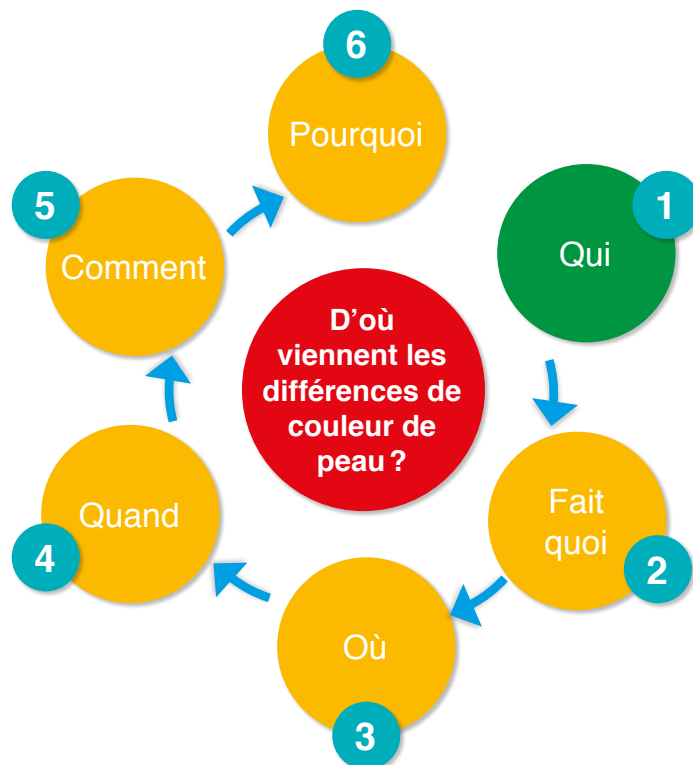 D'où
viennent les
différences de
couleur de
peau ?
1
Qui
2
Fait
quoi
3
Où
4
Quand
5
Comment
6
Pourquoi